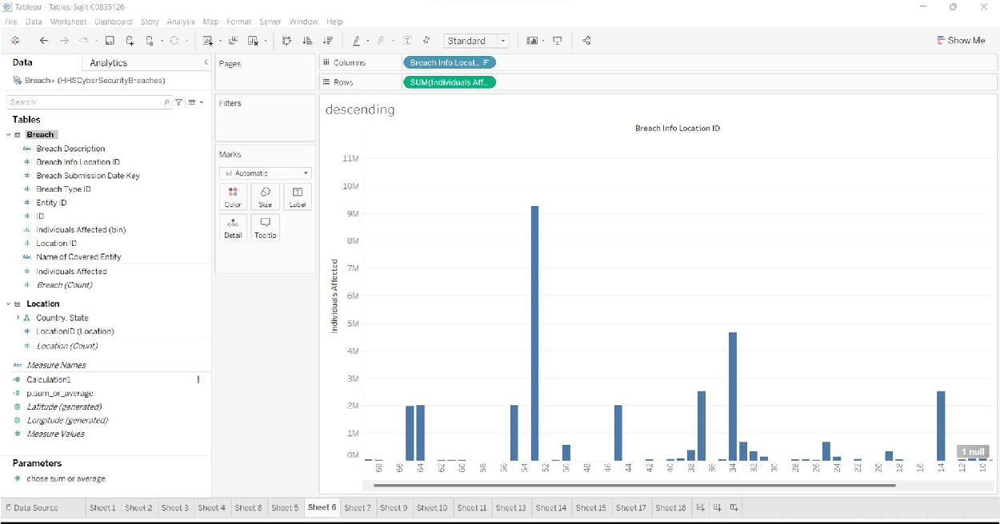 Tableau - Tableu Sujit C0835126
File Data Worksheet Dashboard Story Analysis Map Format Server Window Help
Standard
Show Me
Data
Analytics
Breach+ (HHSCyberSecurityBreaches)
Search
Tables
Breach
Abc Breach Description
# Breach Info Location ID
# Breach Submission Date Key
# Breach Type ID
# Entity ID
# ID
Individuals Affected (bin)
# Location ID
Abc Name of Covered Entity
# Individuals Affected
# Breach (Count)
Location
Country, State
# LocationID (Location)
# Location (Count)
Abc Measure Names
=# Calculation1 !
=# p.sum_or_average
Latitude (generated)
Longitude (generated)
# Measure Values
Parameters
# chose sum or average
Pages
Filters
Marks
Automatic
Color Size Label
Detail Tooltip
Columns
Breach Info Locat..
Rows
SUM(Individuals Aff..
descending
Breach Info Location ID
Individuals Affected
11M
10M
9M
8M
7M
6M
5M
4M
3M
2M
1M
0M
68 66 64 62 60 58 56 54 52 50 48 46 44 42 40 38 36 34 32 30 28 26 24 22 20 18 16 14 12 10
1 null
Data Source Sheet 1 Sheet 2 Sheet 3 Sheet 4 Sheet 8 Sheet 5 Sheet 6 Sheet 7 Sheet 9 Sheet 10 Sheet 11 Sheet 13 Sheet 14 Sheet 15 Sheet 17 Sheet 18